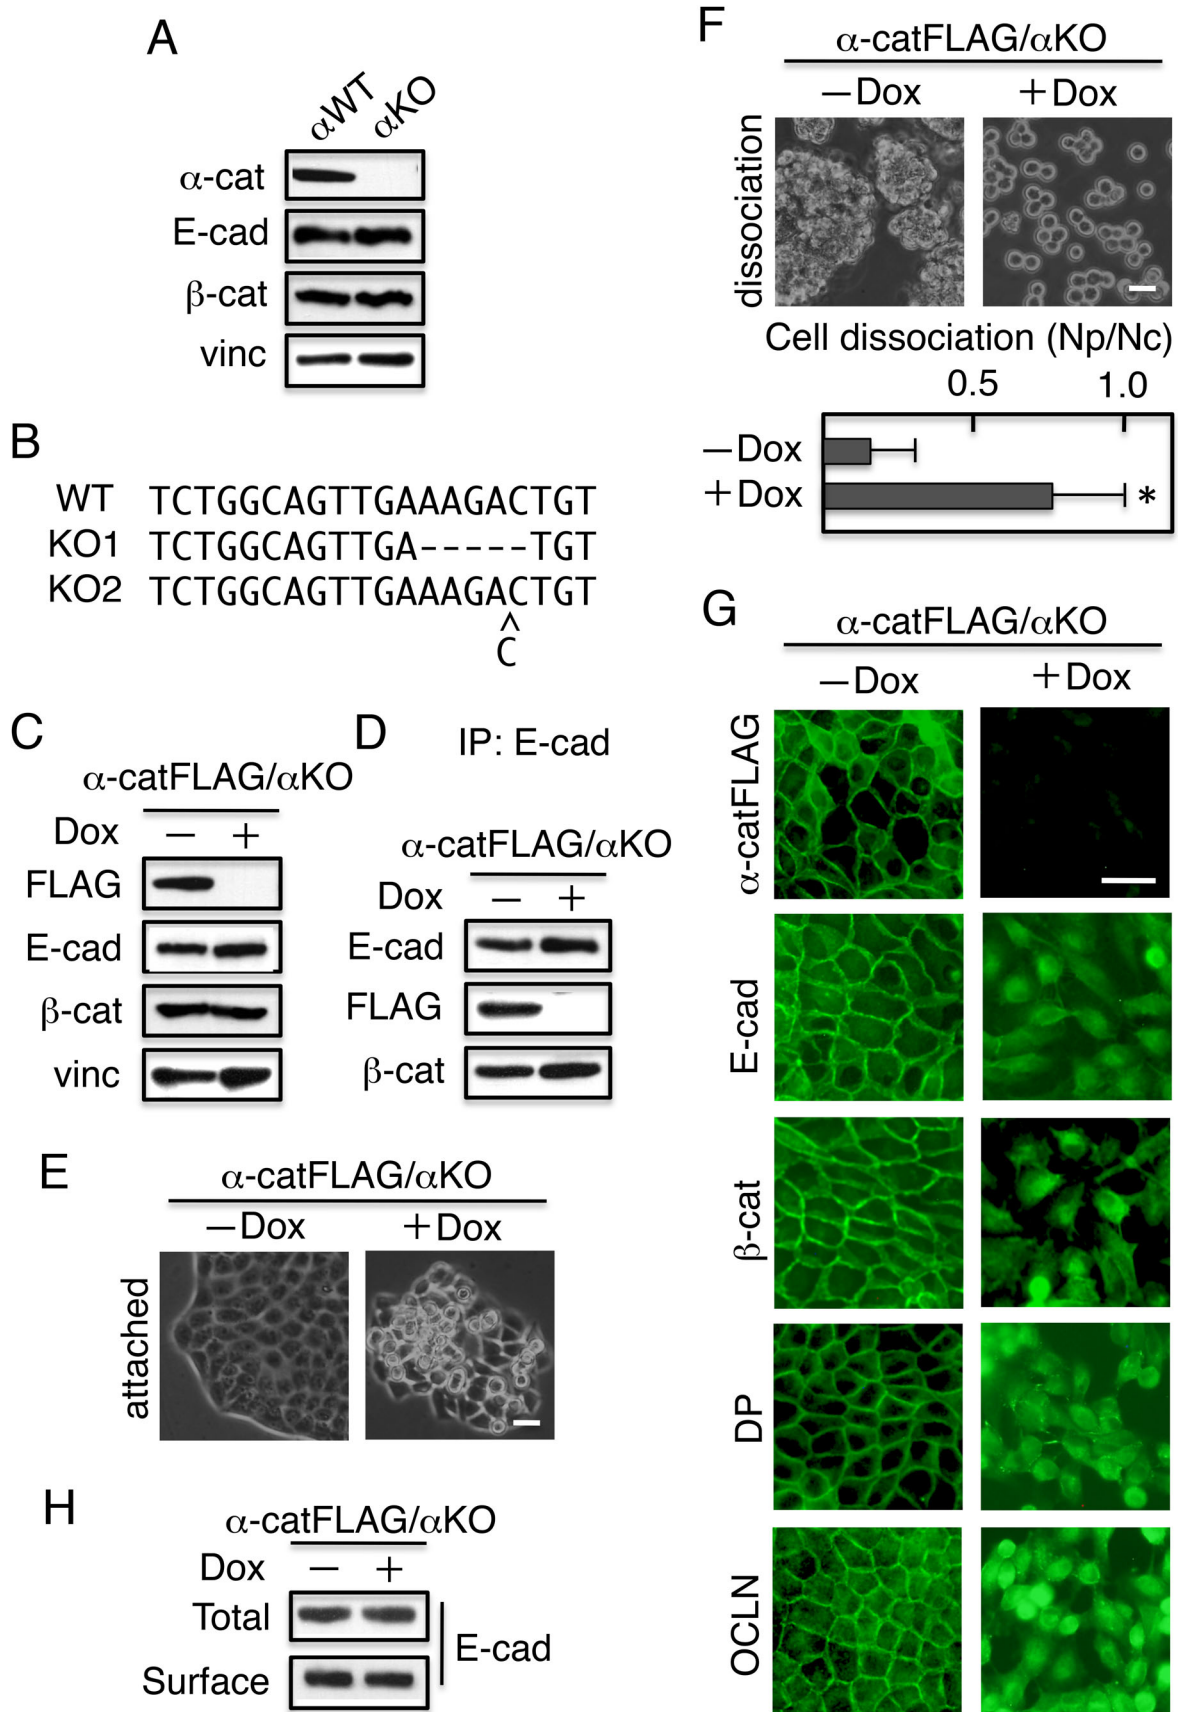 A
αWT αKO
α-cat
E-cad
β-cat
vinc
B
WT TCTGGCAGTTGAAAGACTGT
KO1 TCTGGCAGTTGA-----TGT
KO2 TCTGGCAGTTGAAAGACTGT
^
C
C
α-catFLAG/αKO
Dox − +
FLAG
E-cad
β-cat
vinc
D
IP: E-cad
α-catFLAG/αKO
Dox − +
E-cad
FLAG
β-cat
E
α-catFLAG/αKO
−Dox +Dox
attached
F
α-catFLAG/αKO
−Dox +Dox
dissociation
Cell dissociation (Np/Nc)
0.5 1.0
−Dox
+Dox *
G
α-catFLAG/αKO
−Dox +Dox
α-catFLAG
E-cad
β-cat
DP
OCLN
H
α-catFLAG/αKO
Dox − +
Total
E-cad
Surface